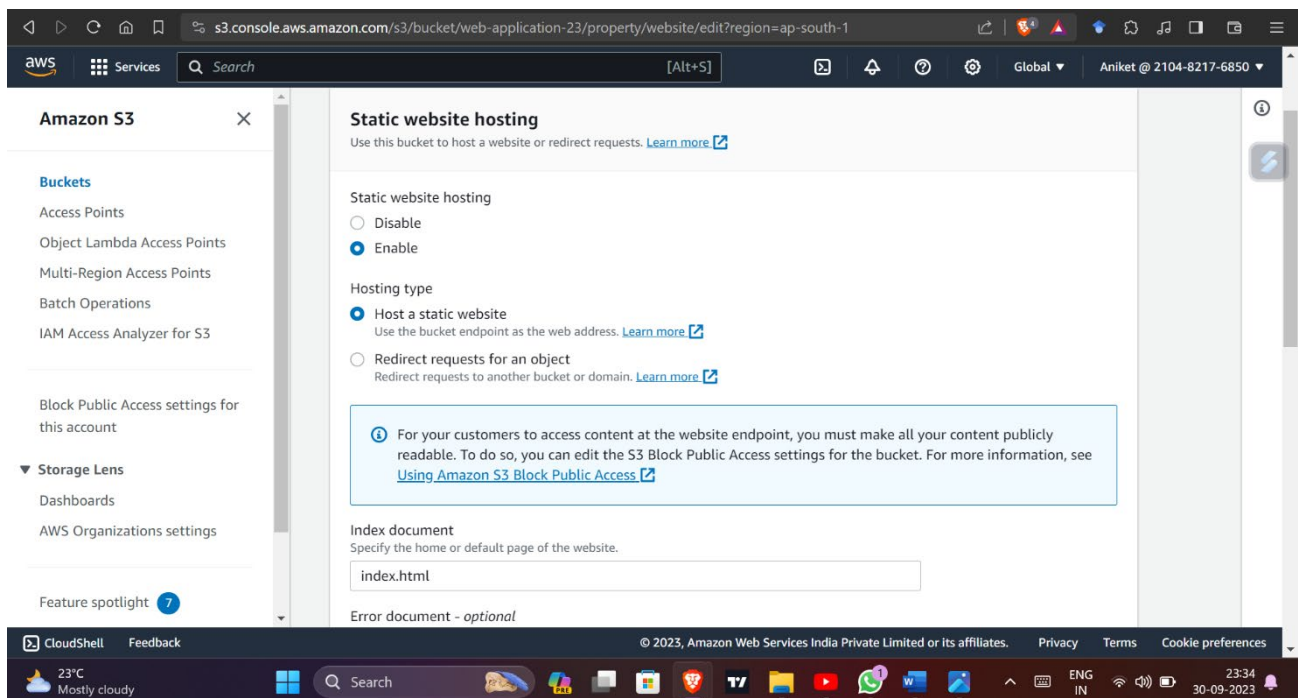 s3.console.aws.amazon.com/s3/bucket/web-application-23/property/website/edit?region=ap-south-1
4
aws
Services
Search
[Alt+S]
Global
Aniket @ 2104-8217-6850
Amazon S3
Buckets
Access Points
Object Lambda Access Points
Multi-Region Access Points
Batch Operations
IAM Access Analyzer for S3
Block Public Access settings for
this account
Storage Lens
Dashboards
AWS Organizations settings
Feature spotlight 7
Static website hosting
Use this bucket to host a website or redirect requests. Learn more
Static website hosting
Disable
Enable
Hosting type
Host a static website
Use the bucket endpoint as the web address. Learn more
Redirect requests for an object
Redirect requests to another bucket or domain. Learn more
For your customers to access content at the website endpoint, you must make all your content publicly
readable. To do so, you can edit the S3 Block Public Access settings for the bucket. For more information, see
Using Amazon S3 Block Public Access
Index document
Specify the home or default page of the website.
index.html
Error document - optional
CloudShell
Feedback
© 2023, Amazon Web Services India Private Limited or its affiliates.
Privacy
Terms
Cookie preferences
23°C
Mostly cloudy
Search
PRE
ENG
IN
23:34
30-09-2023